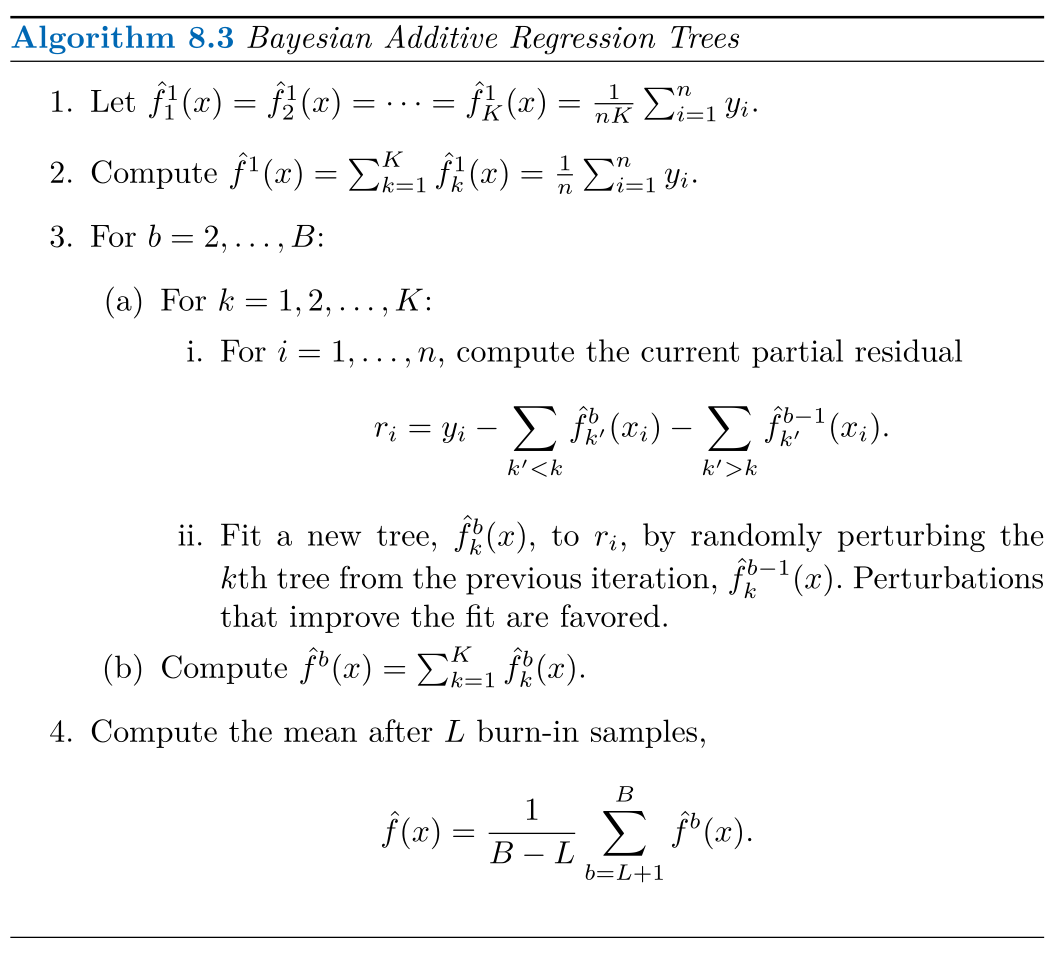 Algorithm 8.3 Bayesian Additive Regression Trees
1. Let $\hat{f}_1^1(x) = \hat{f}_2^1(x) = \cdots = \hat{f}_K^1(x) = \frac{1}{nK} \sum_{i=1}^n y_i$.
2. Compute $\hat{f}^1(x) = \sum_{k=1}^K \hat{f}_k^1(x) = \frac{1}{n} \sum_{i=1}^n y_i$.
3. For $b = 2, \ldots, B$:
(a) For $k = 1, 2, \ldots, K$:
i. For $i = 1, \ldots, n$, compute the current partial residual
$r_i = y_i - \sum_{k'<k} \hat{f}_{k'}^b(x_i) - \sum_{k'>k} \hat{f}_{k'}^{b-1}(x_i).$
ii. Fit a new tree, $\hat{f}_k^b(x)$, to $r_i$, by randomly perturbing the
$k$th tree from the previous iteration, $\hat{f}_k^{b-1}(x)$. Perturbations
that improve the fit are favored.
(b) Compute $\hat{f}^b(x) = \sum_{k=1}^K \hat{f}_k^b(x)$.
4. Compute the mean after $L$ burn-in samples,
$\hat{f}(x) = \frac{1}{B - L} \sum_{b=L+1}^B \hat{f}^b(x).$